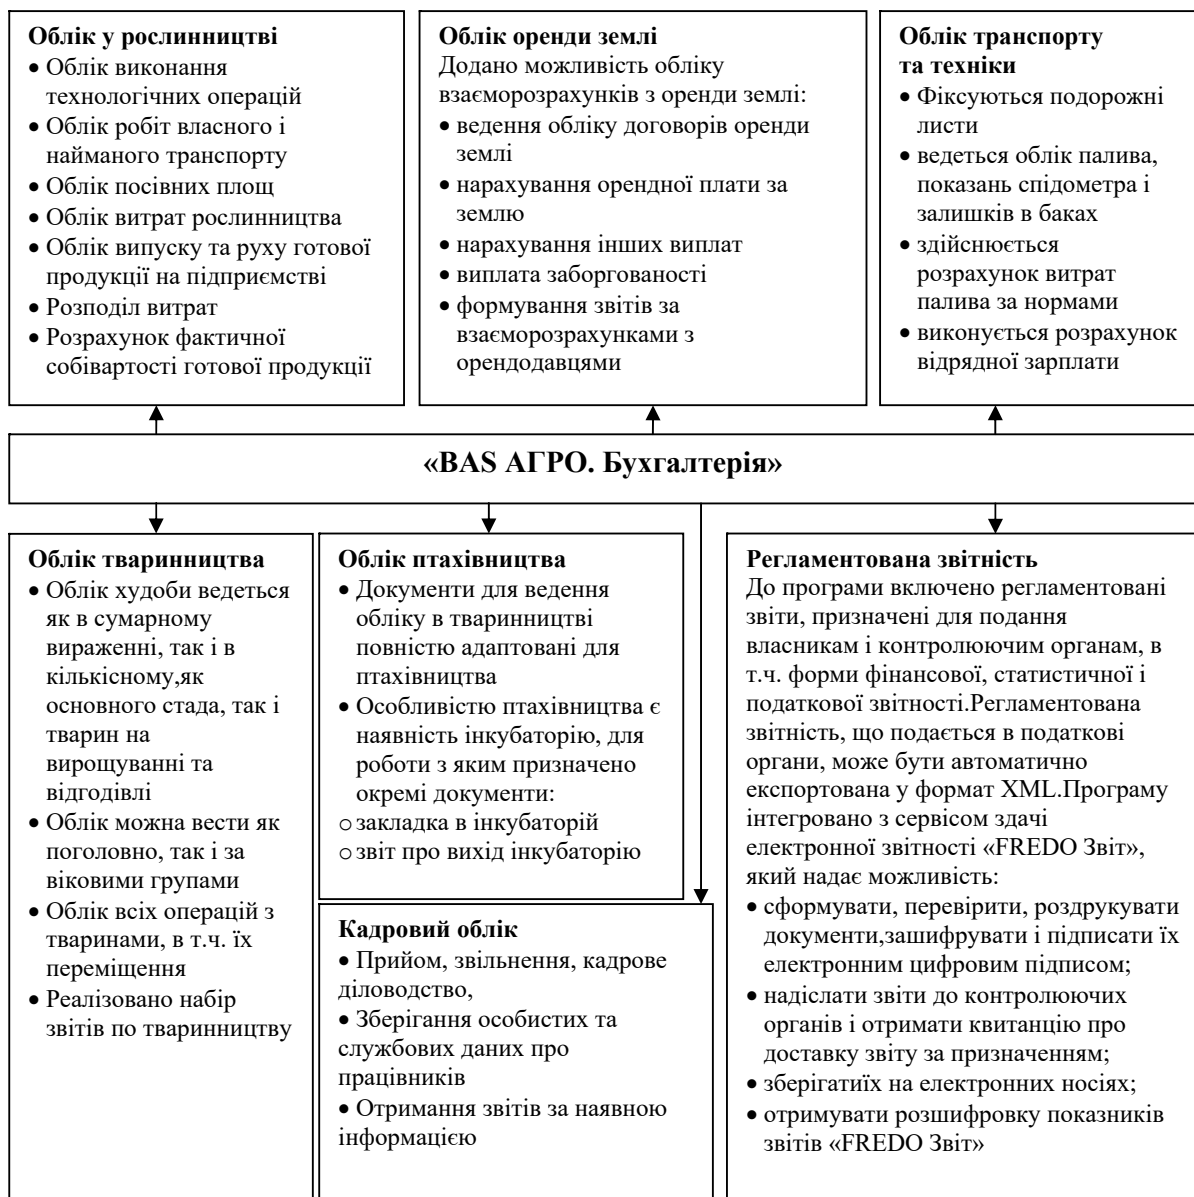 Облік у рослинництві
• Облік виконання
технологічних операцій
• Облік робіт власного і
найманого транспорту
• Облік посівних площ
• Облік витрат рослинництва
• Облік випуску та руху готової
продукції на підприємстві
• Розподіл витрат
• Розрахунок фактичної
собівартості готової продукції
Облік оренди землі
Додано можливість обліку
взаєморозрахунків з оренди землі:
• ведення обліку договорів оренди
землі
• нарахування орендної плати за
землю
• нарахування інших виплат
• виплата заборгованості
• формування звітів за
взаєморозрахунками з
орендодавцями
Облік транспорту
та техніки
• Фіксуються подорожні
листи
• ведеться облік палива,
показань спідометра і
залишків в баках
• здійснюється
розрахунок витрат
палива за нормами
• виконується розрахунок
відрядної зарплати
«BAS АГРО. Бухгалтерія»
Облік тваринництва
• Облік худоби ведеться
як в сумарному
вираженні, так і в
кількісному,як
основного стада, так і
тварин на
вирощуванні та
відгодівлі
• Облік можна вести як
поголовно, так і за
віковими групами
• Облік всіх операцій з
тваринами, в т.ч. їх
переміщення
• Реалізовано набір
звітів по тваринництву
Облік птахівництва
• Документи для ведення
обліку в тваринництві
повністю адаптовані для
птахівництва
• Особливістю птахівництва є
наявність інкубаторію, для
роботи з яким призначено
окремі документи:
○ закладка в інкубаторій
○ звіт про вихід інкубаторію
Кадровий облік
• Прийом, звільнення, кадрове
діловодство,
• Зберігання особистих та
службових даних про
працівників
• Отримання звітів за наявною
інформацією
Регламентована звітність
До програми включено регламентовані
звіти, призначені для подання
власникам і контролюючим органам, в
т.ч. форми фінансової, статистичної і
податкової звітності.Регламентована
звітність, що подається в податкові
органи, може бути автоматично
експортована у формат XML.Програму
інтегровано з сервісом здачі
електронної звітності «FREDO Звіт»,
який надає можливість:
• сформувати, перевірити, роздрукувати
документи,зашифрувати і підписати їх
електронним цифровим підписом;
• надіслати звіти до контролюючих
органів і отримати квитанцію про
доставку звіту за призначенням;
• зберігатиїх на електронних носіях;
• отримувати розшифровку показників
звітів «FREDO Звіт»